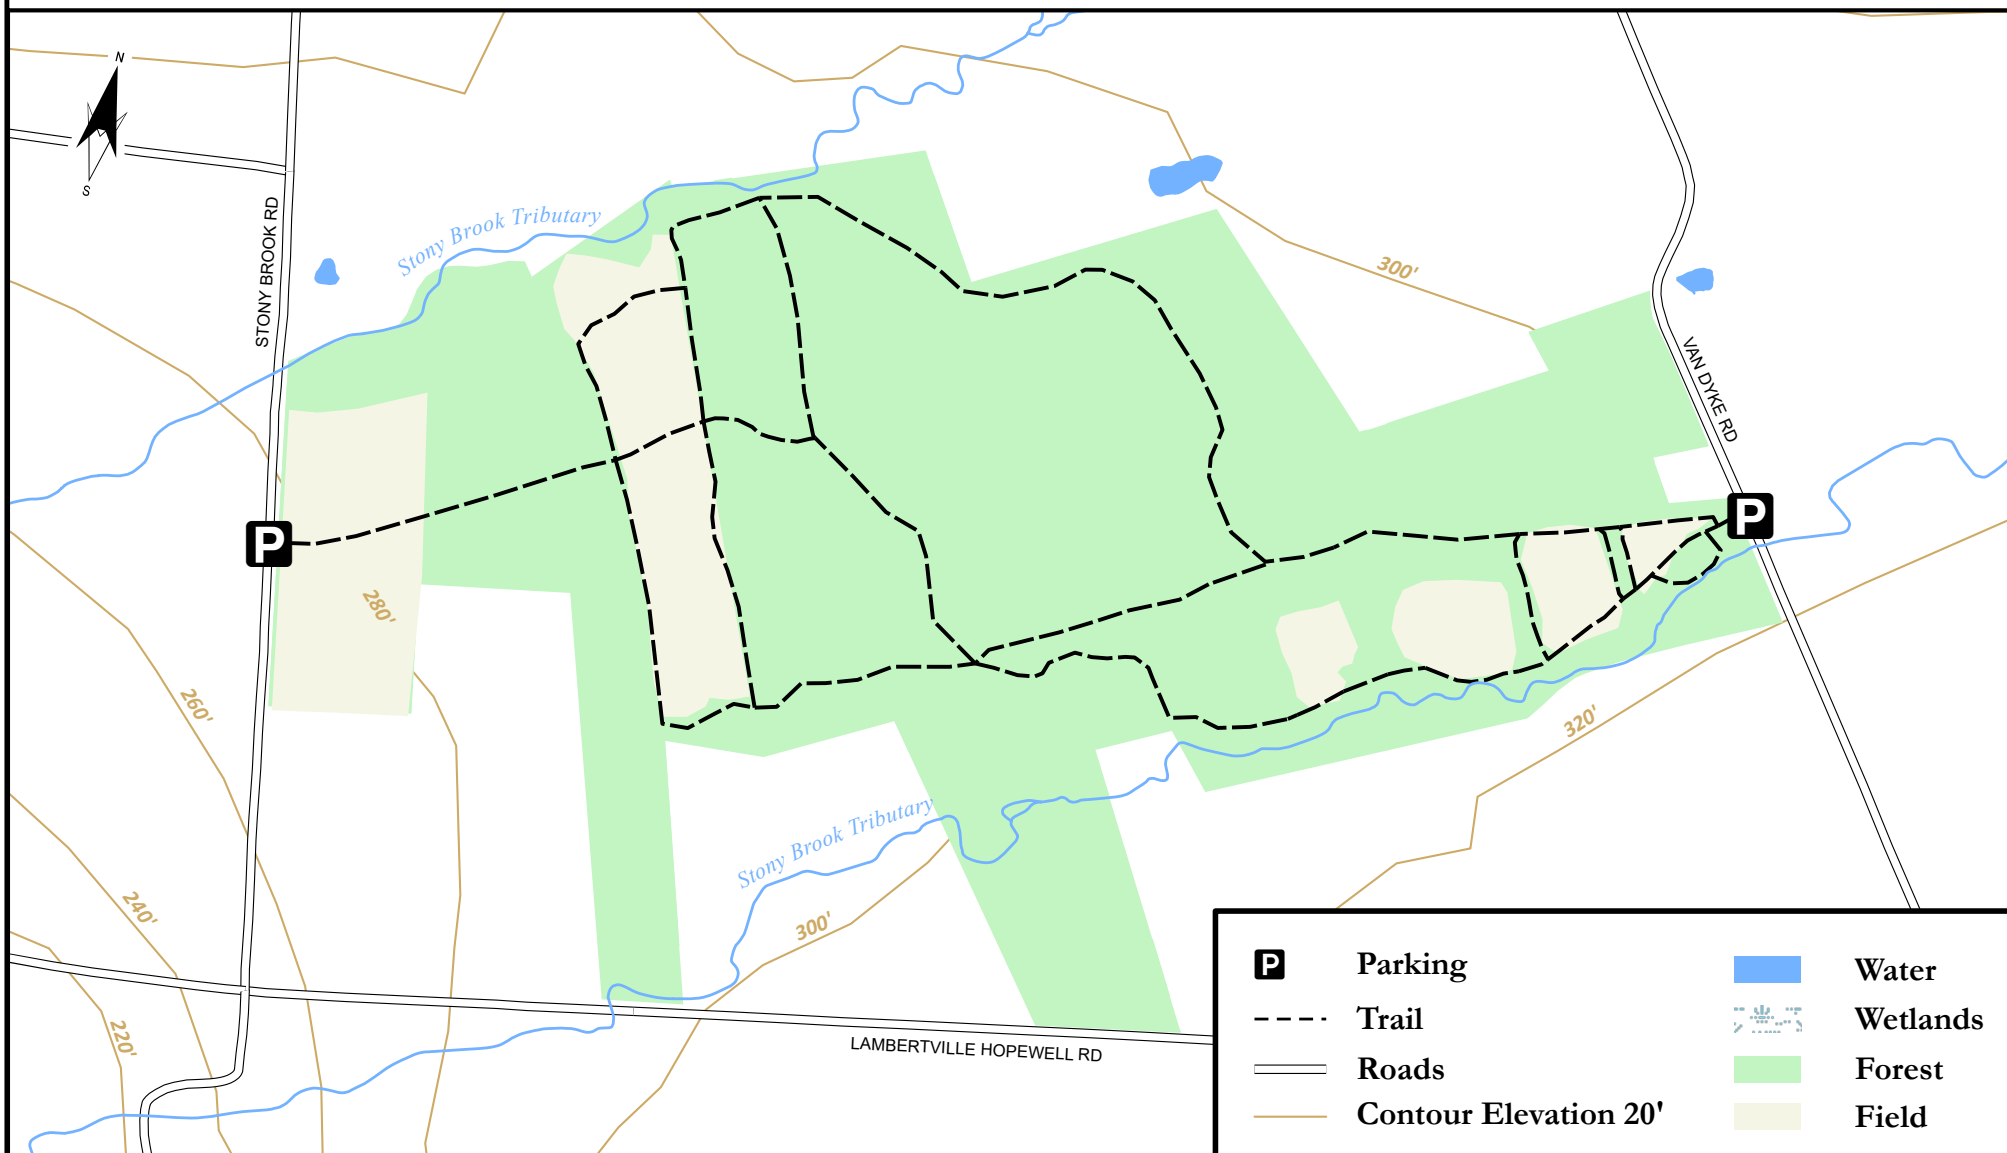 N
S
STONY BROOK RD
Stony Brook Tributary
300'
VAN DYKE RD
P
P
280'
260'
320'
240'
Stony Brook Tributary
300'
220'
LAMBERTVILLE HOPEWELL RD
P Parking
Trail
Roads
Contour Elevation 20'
Water
Wetlands
Forest
Field